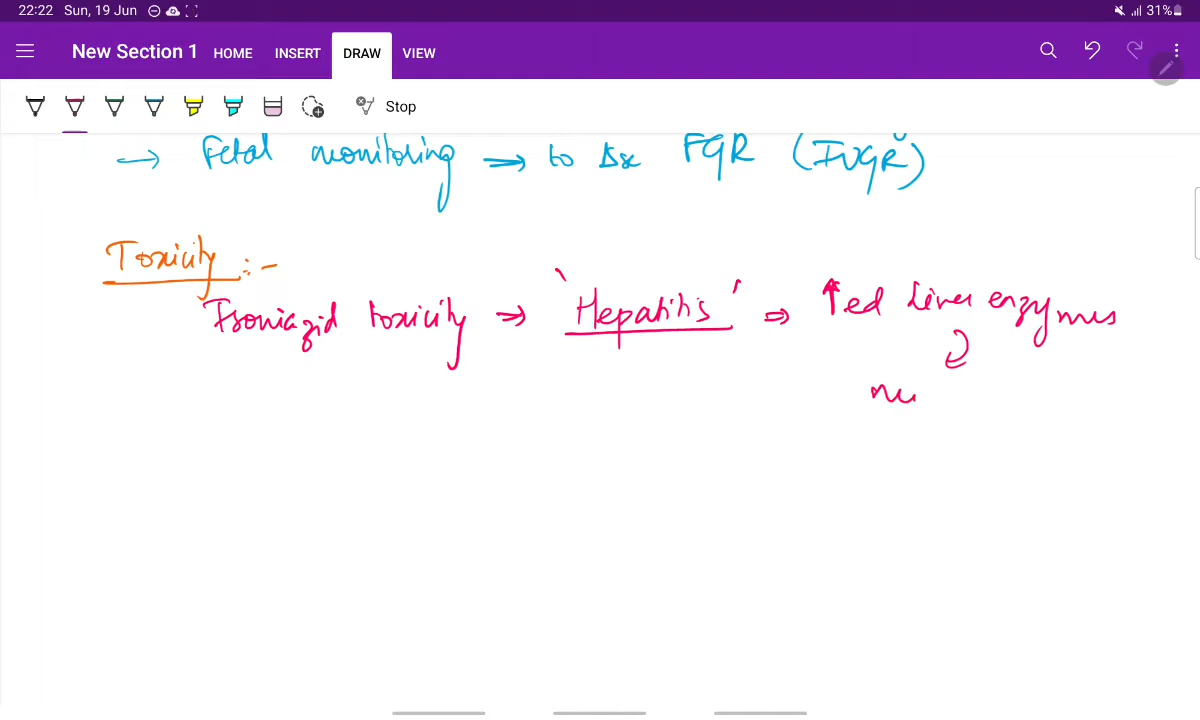 22:22 Sun, 19 Jun 31%
New Section 1 HOME INSERT DRAW VIEW
Stop
→ Fetal monitoring → to Dx FGR (IUGR)
Toxicity :-
Isoniazid toxicity → 'Hepatitis' ⇒ ↑ed liver enzymes